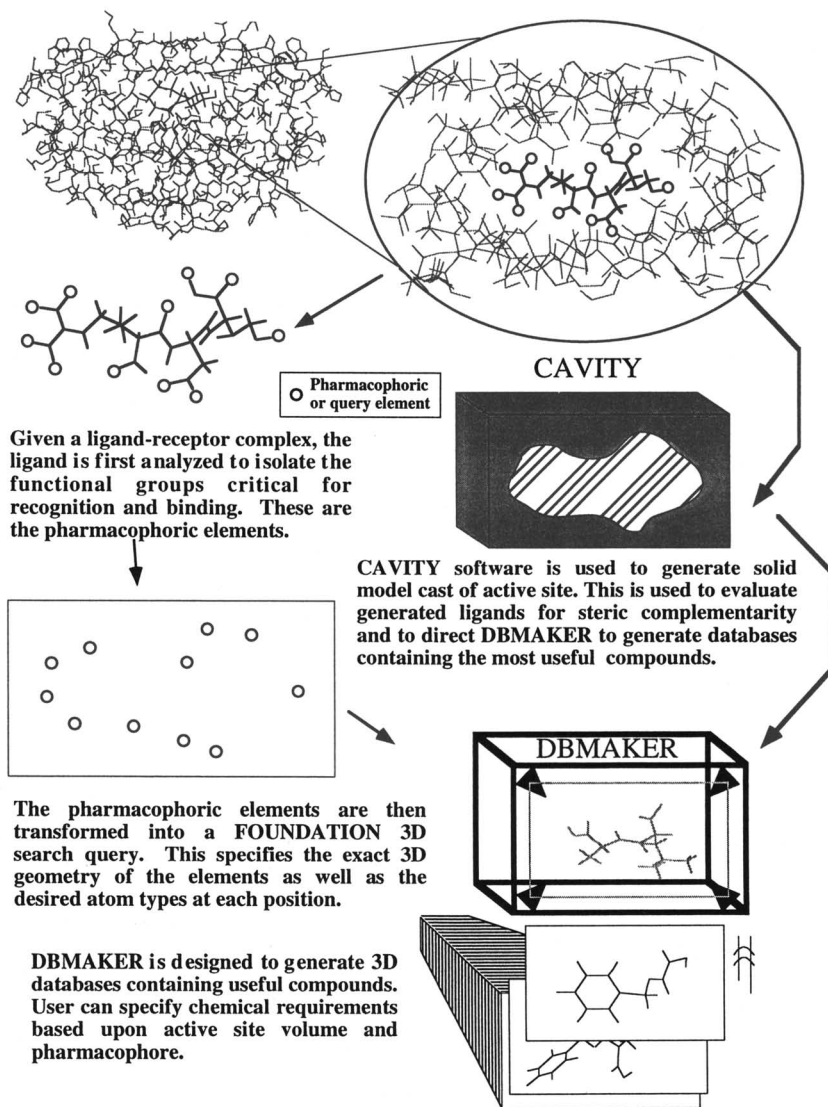 CAVITY
Pharmacophoric
or query element
Given a ligand-receptor complex, the
ligand is first analyzed to isolate the
functional groups critical for
recognition and binding. These are
the pharmacophoric elements.
CAVITY software is used to generate solid
model cast of active site. This is used to evaluate
generated ligands for steric complementarity
and to direct DBMAKER to generate databases
containing the most useful compounds.
DBMAKER
The pharmacophoric elements are then
transformed into a FOUNDATION 3D
search query. This specifies the exact 3D
geometry of the elements as well as the
desired atom types at each position.
DBMAKER is designed to generate 3D
databases containing useful compounds.
User can specify chemical requirements
based upon active site volume and
pharmacophore.